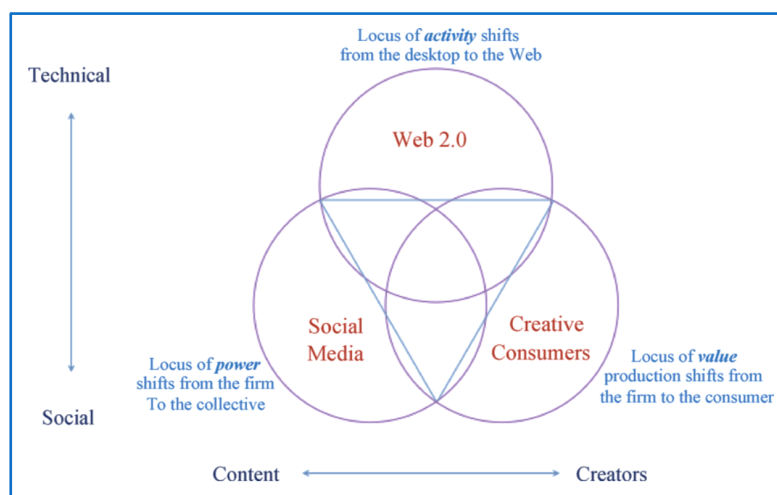 Locus of activity shifts
from the desktop to the Web
Technical
Web 2.0
Social
Media
Creative
Consumers
Locus of power
shifts from the firm
To the collective
Locus of value
production shifts from
the firm to the consumer
Social
Content
Creators